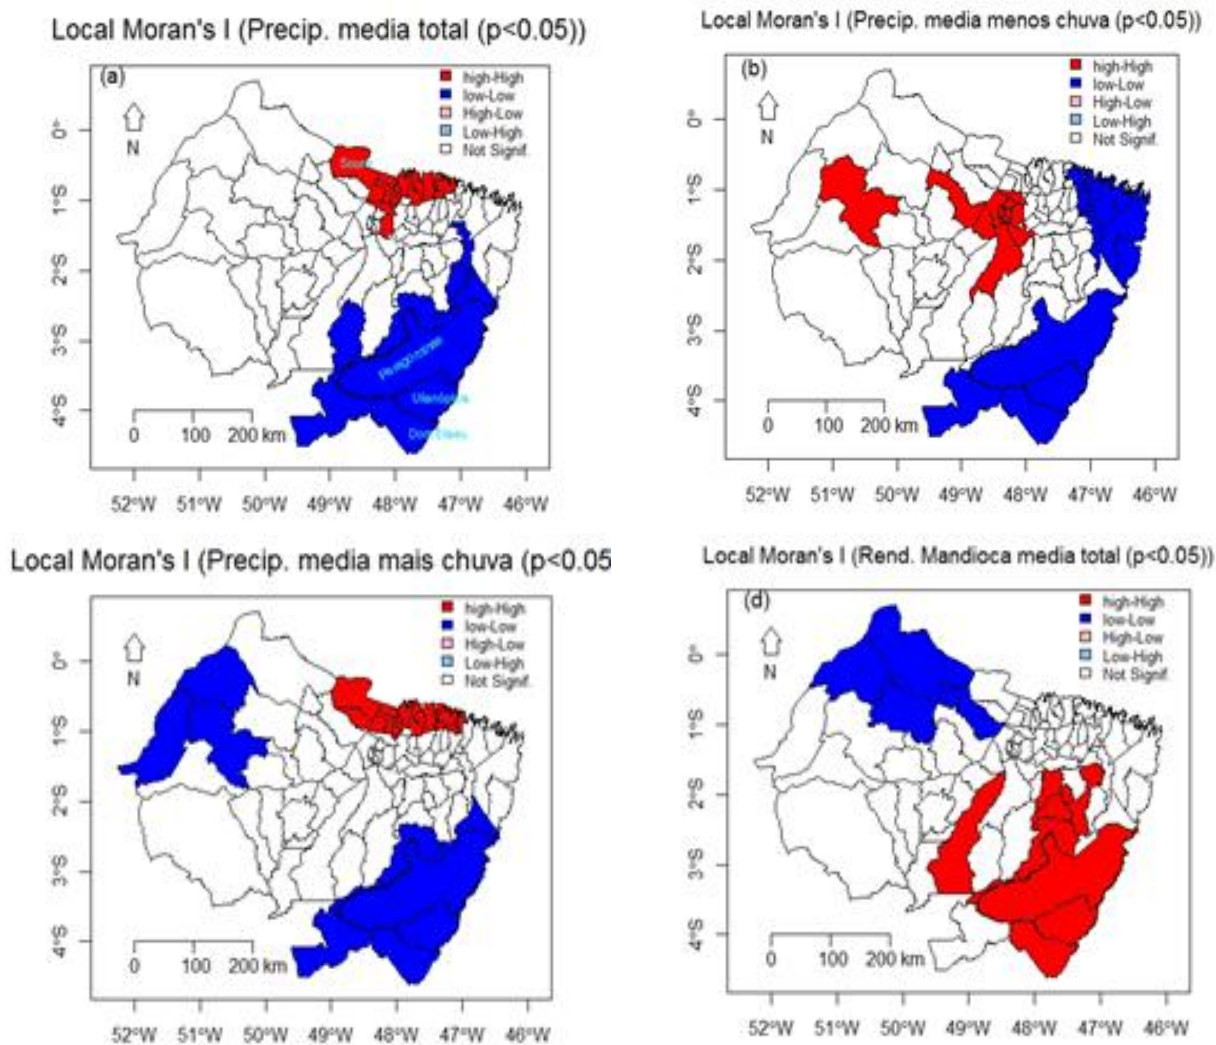 Local Moran's I (Precip. media total (p<0.05))
(a)
high-High
low-Low
High-Low
Low-High
Not Signif.
N
0°
1°S
2°S
3°S
4°S
0 100 200 km
52°W 51°W 50°W 49°W 48°W 47°W 46°W
Local Moran's I (Precip. media menos chuva (p<0.05))
(b)
high-High
low-Low
High-Low
Low-High
Not Signif.
N
0°
1°S
2°S
3°S
4°S
0 100 200 km
52°W 51°W 50°W 49°W 48°W 47°W 46°W
Local Moran's I (Precip. media mais chuva (p<0.05
high-High
low-Low
High-Low
Low-High
Not Signif.
N
0°
1°S
2°S
3°S
4°S
0 100 200 km
52°W 51°W 50°W 49°W 48°W 47°W 46°W
Local Moran's I (Rend. Mandioca media total (p<0.05))
(d)
high-High
low-Low
High-Low
Low-High
Not Signif.
N
0°
1°S
2°S
3°S
4°S
0 100 200 km
52°W 51°W 50°W 49°W 48°W 47°W 46°W